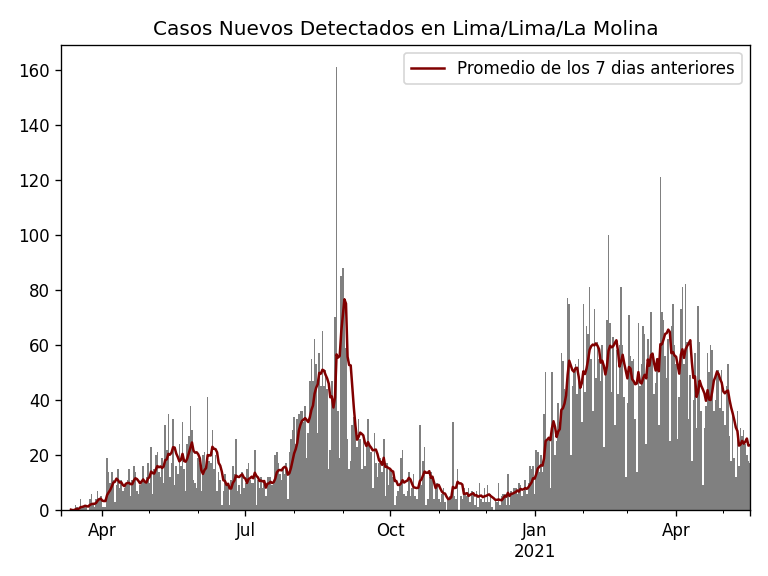 Casos Nuevos Detectados en Lima/Lima/La Molina
Promedio de los 7 dias anteriores
160
140
120
100
80
60
40
20
0
Apr
Jul
Oct
Jan
2021
Apr